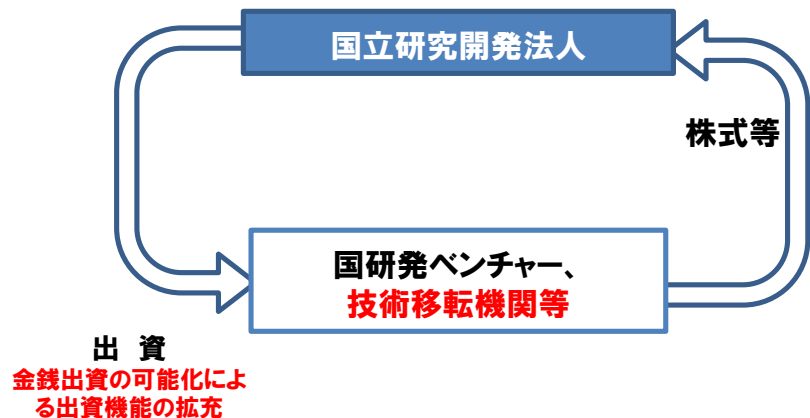 国立研究開発法人
株式等
国研発ベンチャー、
技術移転機関等
出 資
金銭出資の可能化によ
る出資機能の拡充